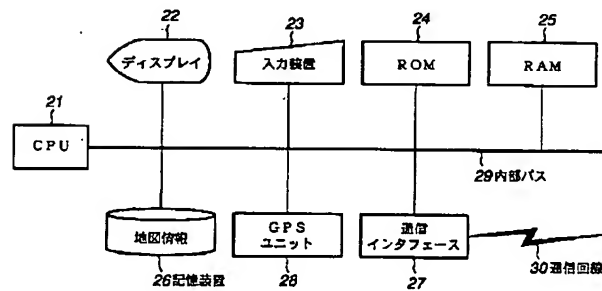 22
23
24
25
ディスプレイ
入力装置
ROM
RAM
21
CPU
29内部バス
地図情報
GPS
ユニット
通信
インタフェース
26記憶装置
28
27
30通信回線